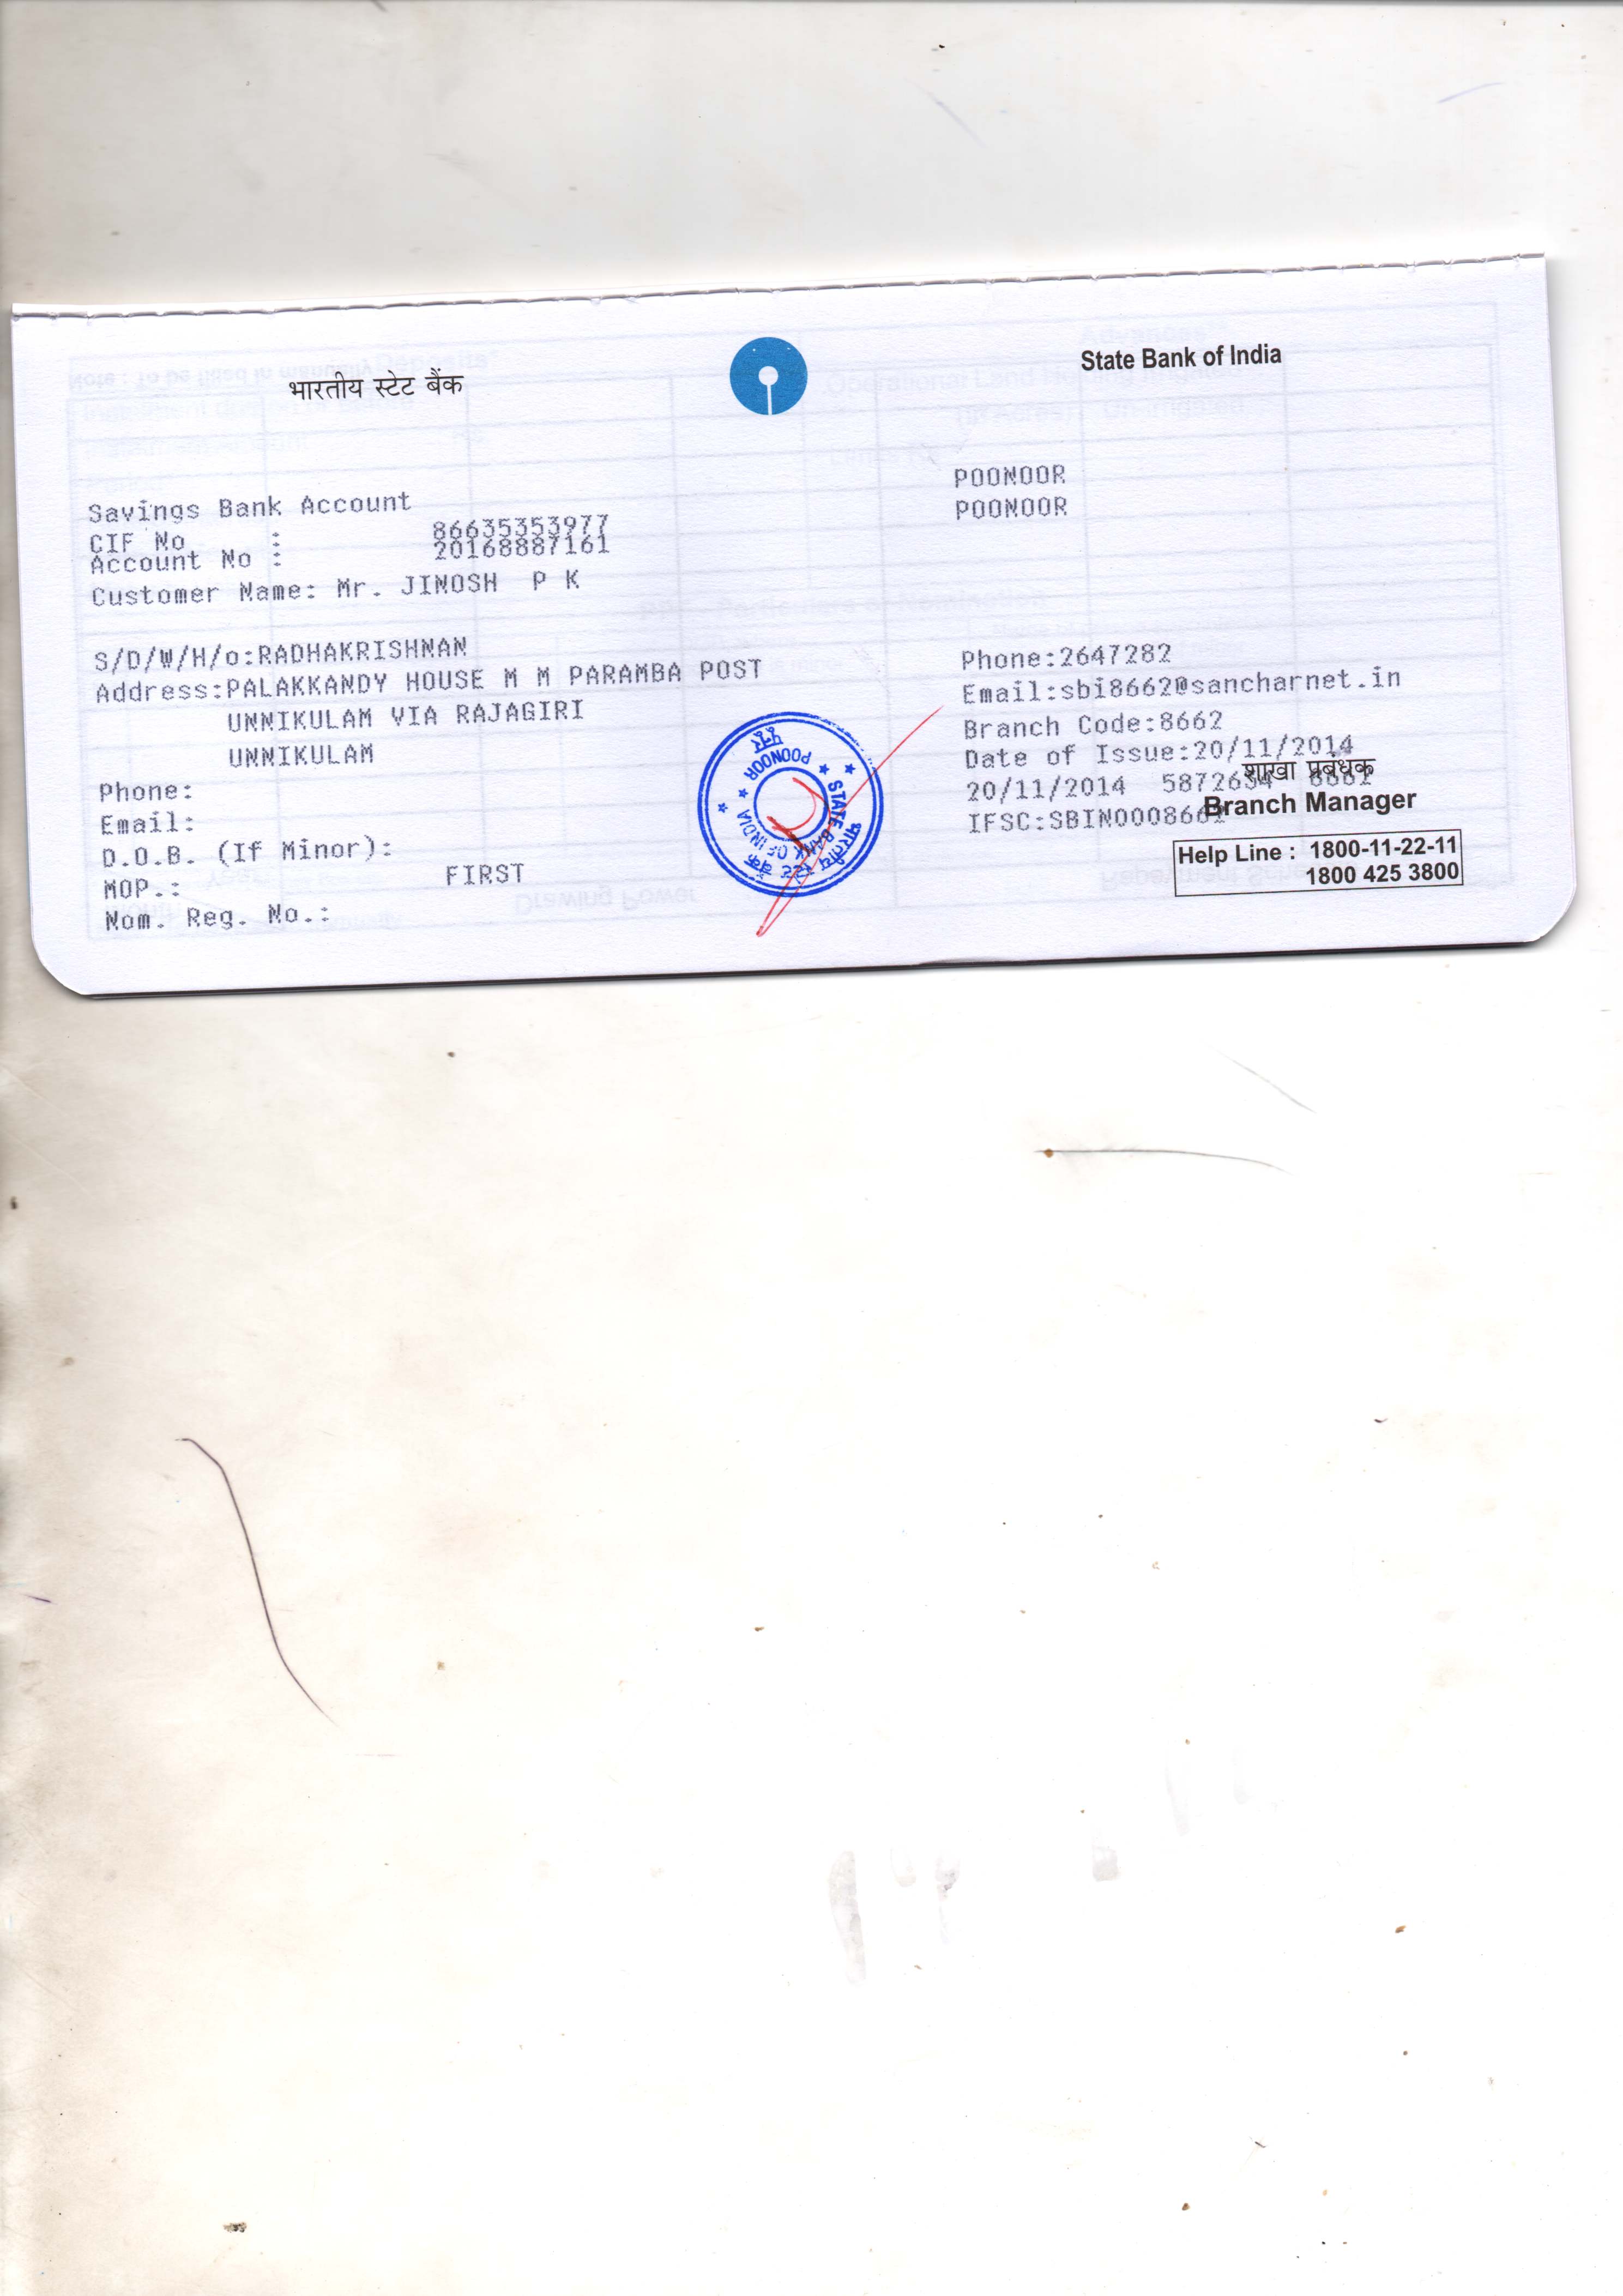 भारतीय स्टेट बैंक
State Bank of India
POONOOR
POONOOR
Savings Bank Account
CIF No : 86635353977
Account No : 20168887161
Customer Name: Mr. JINOSH P K
S/D/W/H/o:RADHAKRISHNAN
Address:PALAKKANDY HOUSE M M PARAMBA POST
UNNIKULAM VIA RAJAGIRI
UNNIKULAM
Phone:
Email:
D.O.B. (If Minor):
MOP.: FIRST
Nom. Reg. No.:
Phone:2647282
Email:sbi8662@sancharnet.in
Branch Code:8662
Date of Issue:20/11/2014
20/11/2014 5872634 8662
IFSC:SBIN0008662
शाखा प्रबंधक
Branch Manager
Help Line : 1800-11-22-11
1800 425 3800
भारतीय स्टेट बैंक
पूनूर
STATE BANK OF INDIA
POONOOR